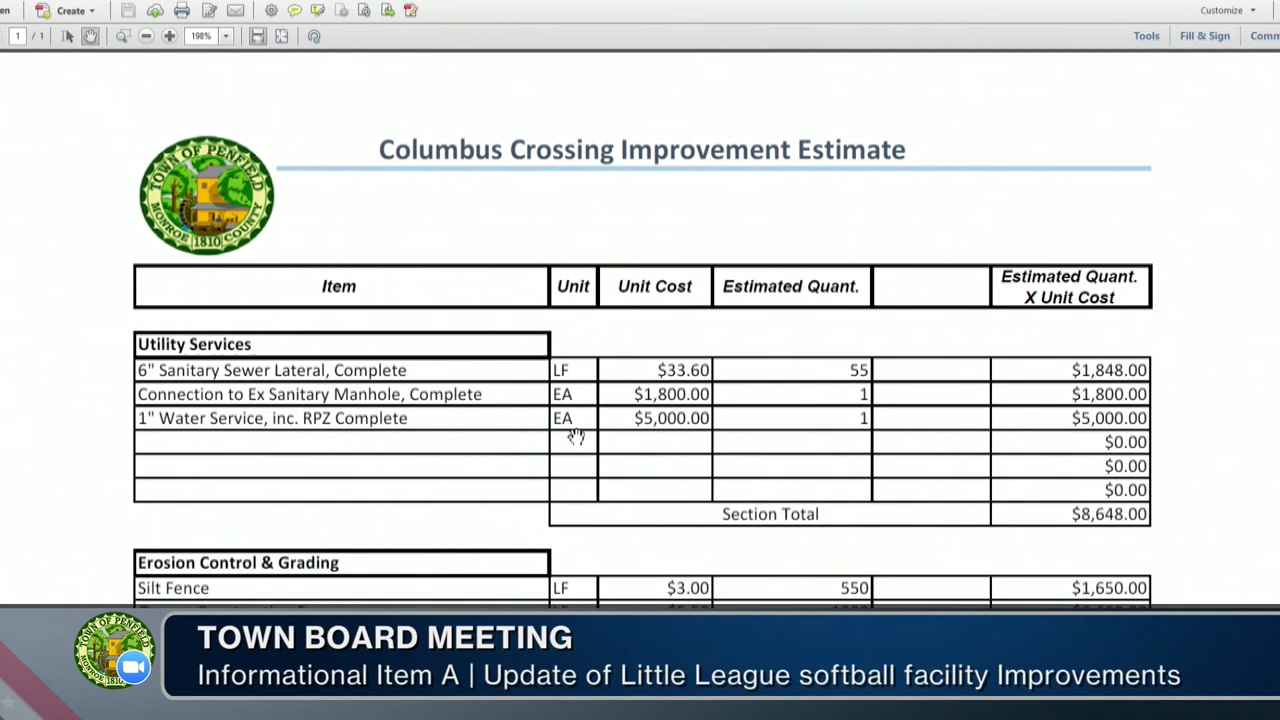 en Create Customize
1 / 1 198% Tools Fill & Sign Comm
Columbus Crossing Improvement Estimate
TOWN OF PENFIELD
MONROE 1810 COUNTY
Item Unit Unit Cost Estimated Quant. Estimated Quant.
X Unit Cost
Utility Services
6" Sanitary Sewer Lateral, Complete LF $33.60 55 $1,848.00
Connection to Ex Sanitary Manhole, Complete EA $1,800.00 1 $1,800.00
1" Water Service, inc. RPZ Complete EA $5,000.00 1 $5,000.00
$0.00
$0.00
$0.00
Section Total $8,648.00
Erosion Control & Grading
Silt Fence LF $3.00 550 $1,650.00
TOWN BOARD MEETING
Informational Item A | Update of Little League softball facility Improvements